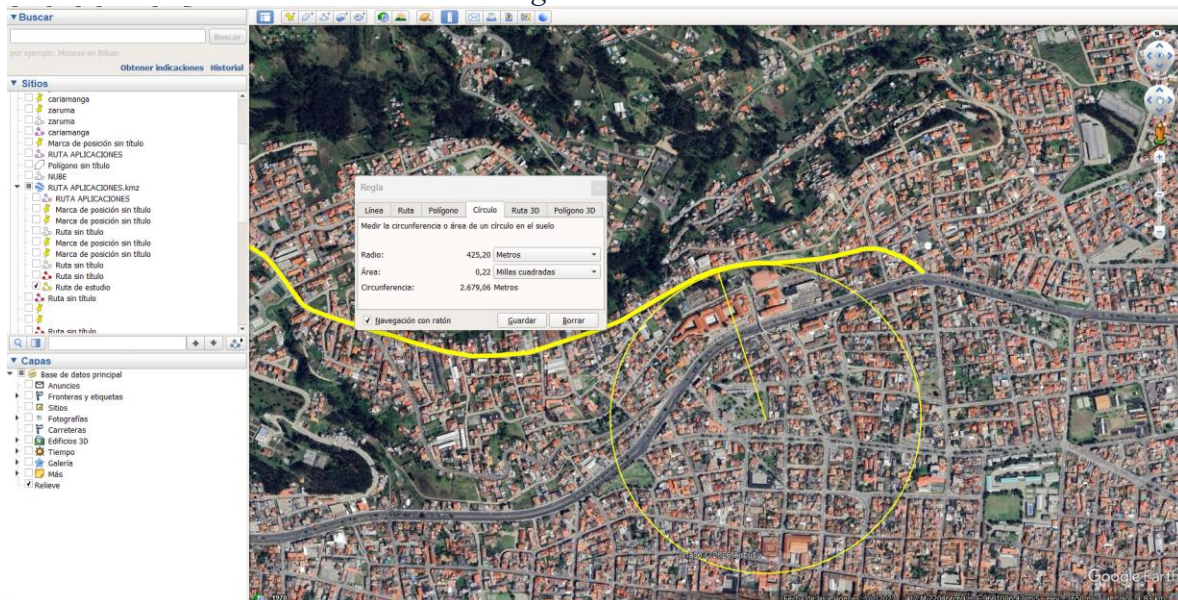 Buscar
Buscar
por ejemplo: Museus en Bilbao
Obtener indicaciones Historial
Sitios
cariamanga
zaruma
zaruma
cariamanga
Marca de posición sin título
RUTA APLICACIONES
Polígono sin título
NUBE
RUTA APLICACIONES.kmz
RUTA APLICACIONES
Marca de posición sin título
Marca de posición sin título
Ruta sin título
Marca de posición sin título
Marca de posición sin título
Ruta sin título
Ruta sin título
Ruta de estudio
Ruta sin título
Ruta sin título
Capas
Base de datos principal
Anuncios
Fronteras y etiquetas
Sitios
Fotografías
Carreteras
Edificios 3D
Tiempo
Galería
Más
Relieve
Regla
Línea Ruta Polígono Círculo Ruta 3D Polígono 3D
Medir la circunferencia o área de un círculo en el suelo
Radio: 425,20 Metros
Área: 0,22 Millas cuadradas
Circunferencia: 2.679,06 Metros
Navegación con ratón Guardar Borrar
N
Google Earth
1970